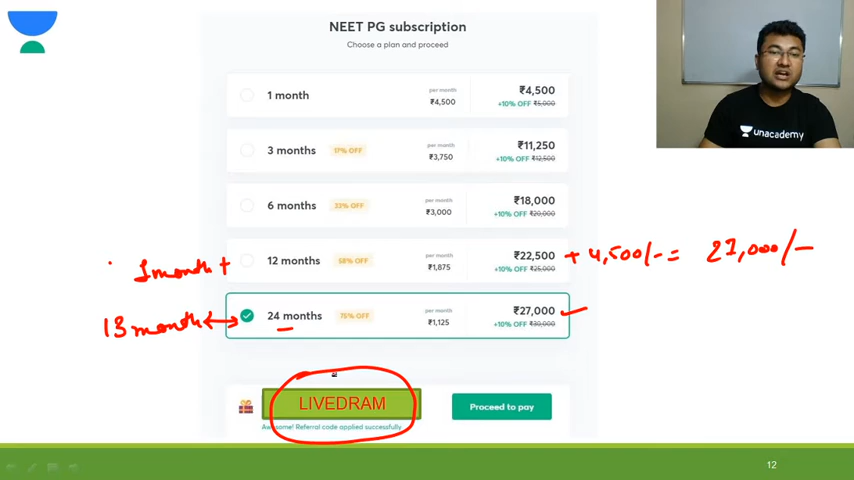 NEET PG subscription
Choose a plan and proceed
unacademy
1 month
per month
₹4,500
₹4,500
+10% OFF ₹5,000
3 months 17% OFF
per month
₹3,750
₹11,250
+10% OFF ₹12,500
6 months 33% OFF
per month
₹3,000
₹18,000
+10% OFF ₹20,000
1 month +
12 months 58% OFF
per month
₹1,875
₹22,500
+10% OFF ₹25,000
+ 4,500/- = 27,000/-
13 month
24 months 75% OFF
per month
₹1,125
₹27,000
+10% OFF ₹30,000
LIVEDRAM
Proceed to pay
Awesome! Referral code applied successfully.
12